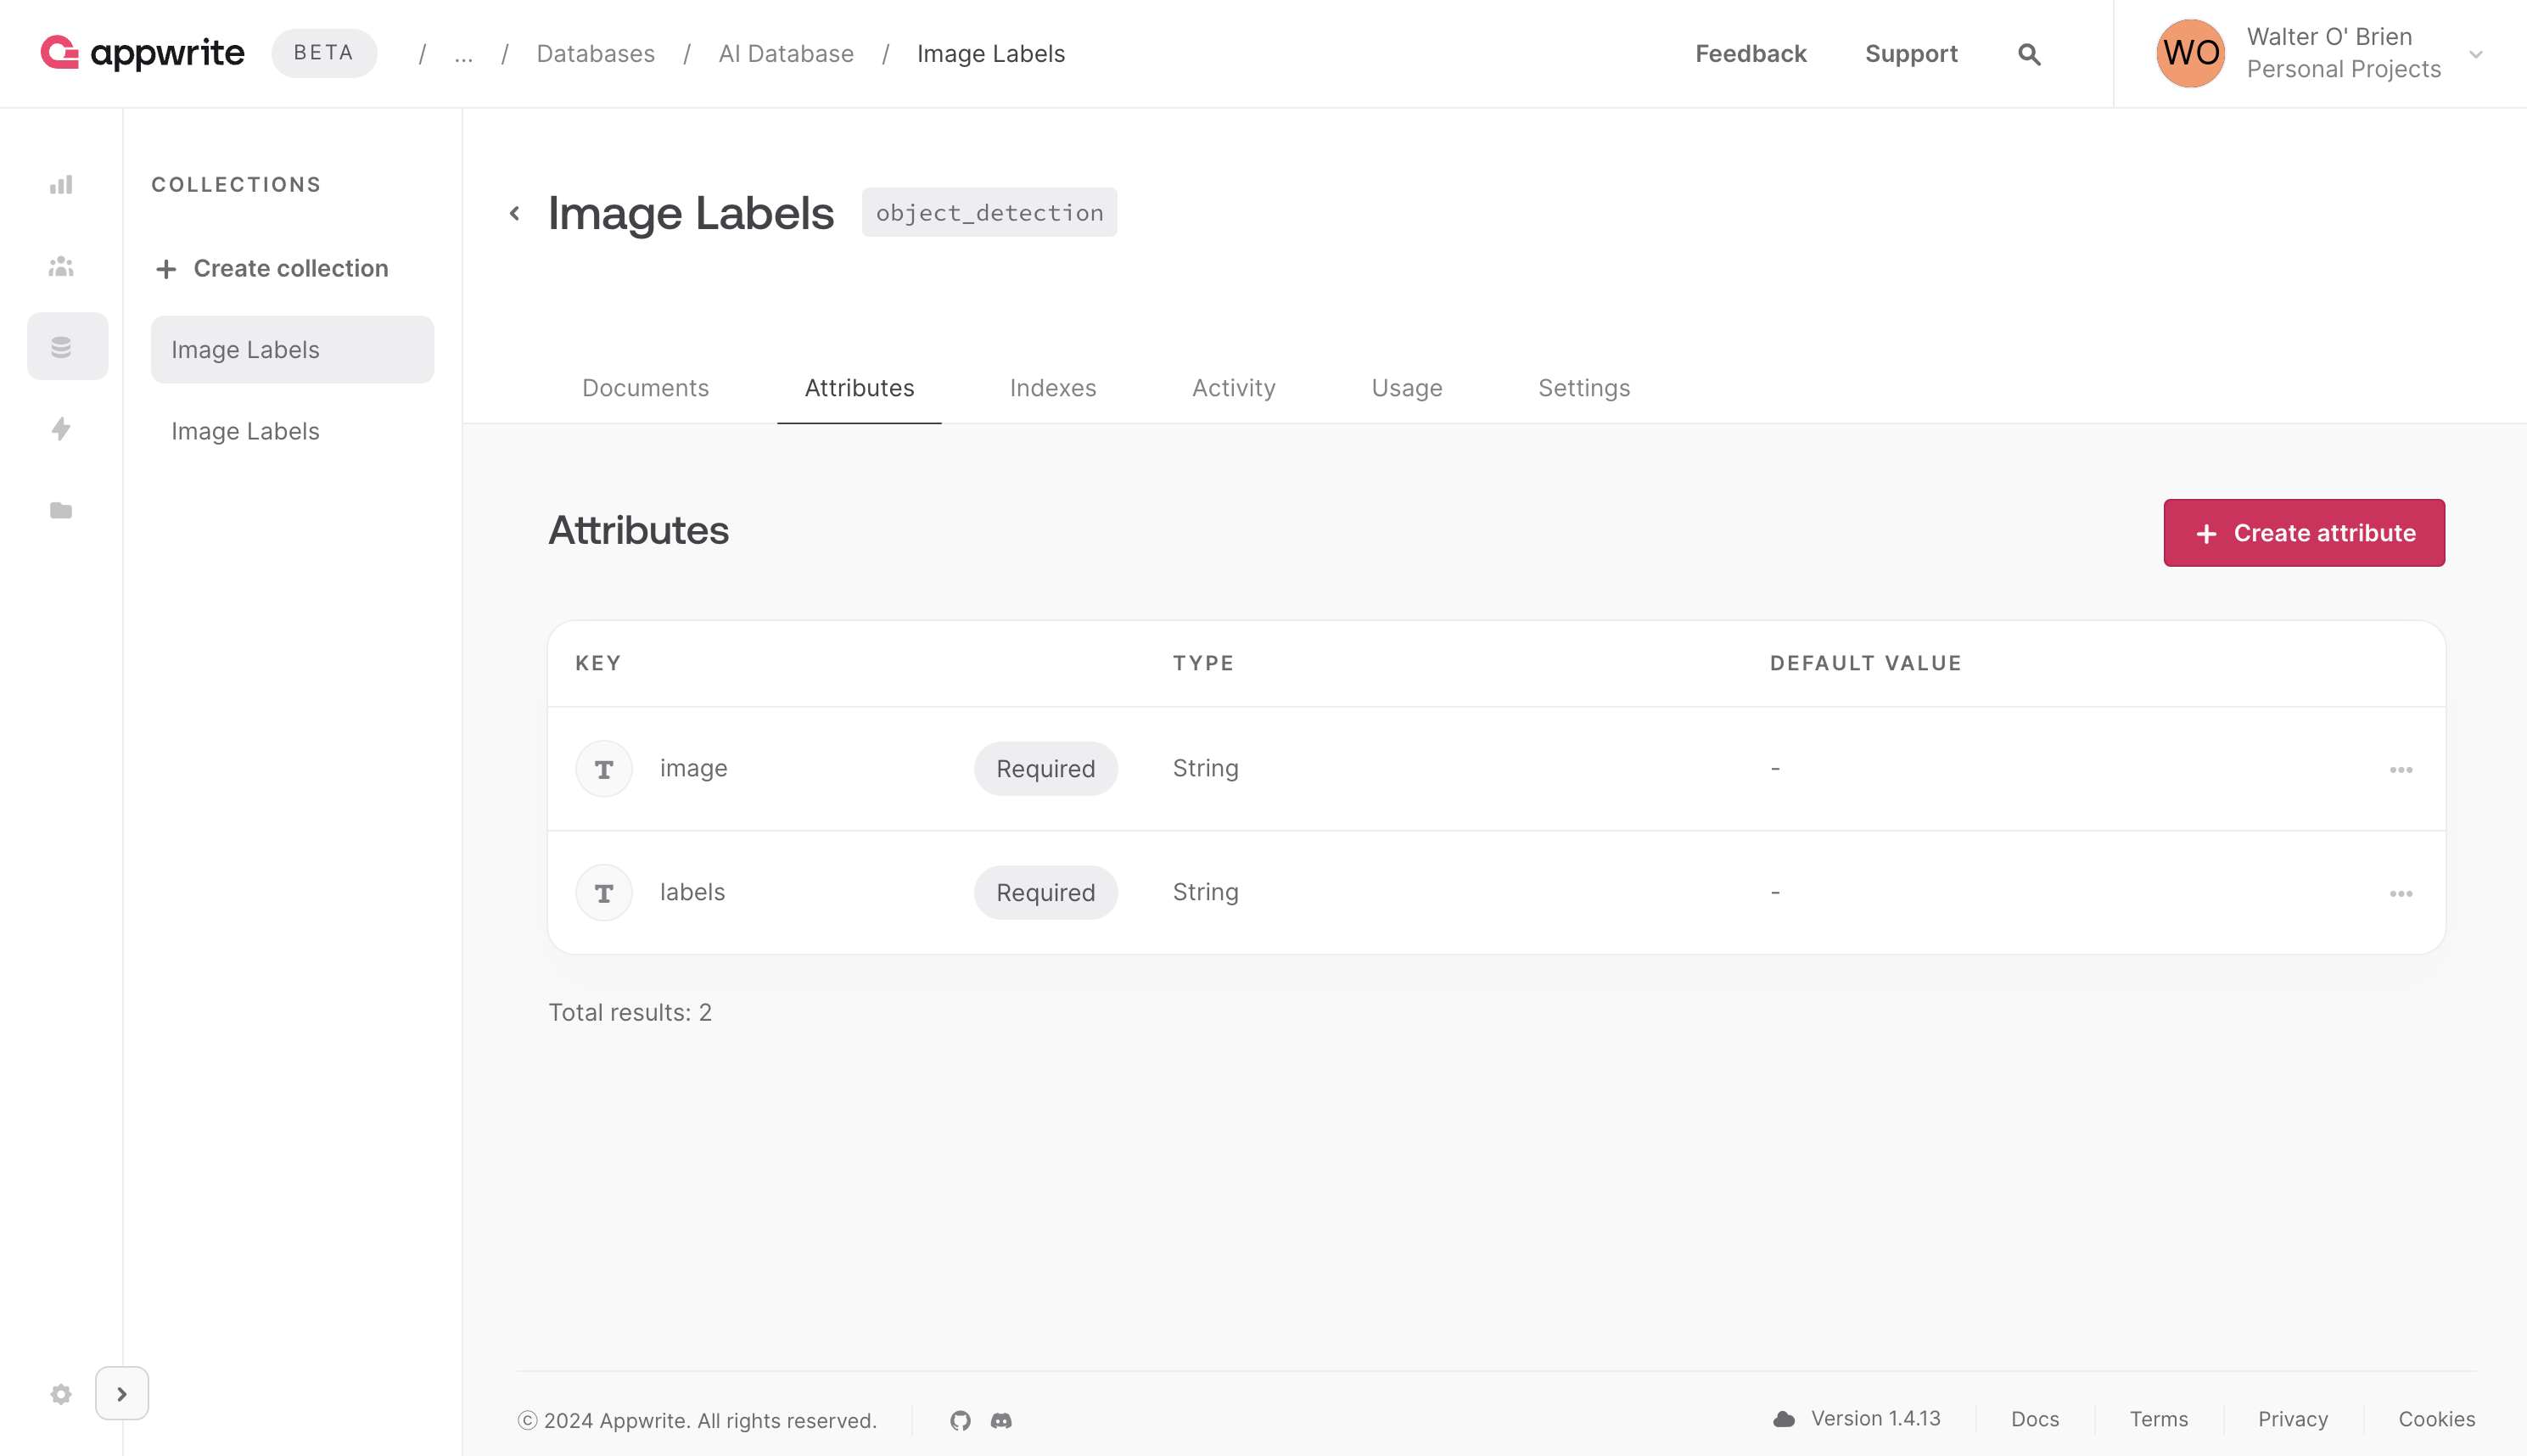 appwrite BETA / ... / Databases / AI Database / Image Labels
Feedback Support
WO
Walter O' Brien
Personal Projects
COLLECTIONS
+ Create collection
Image Labels
Image Labels
Image Labels object_detection
Documents Attributes Indexes Activity Usage Settings
Attributes
+ Create attribute
KEY TYPE DEFAULT VALUE
T image Required String -
T labels Required String -
Total results: 2
© 2024 Appwrite. All rights reserved.
Version 1.4.13 Docs Terms Privacy Cookies